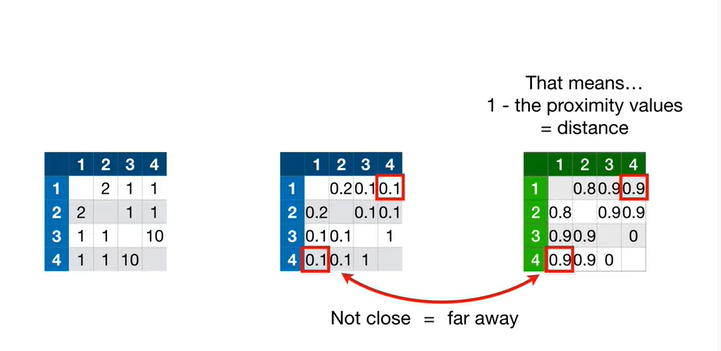 That means…
1 - the proximity values
= distance
1 2 3 4
1 2 1 1
2 2 1 1
3 1 1 10
4 1 1 10
1 2 3 4
1 0.2 0.1 0.1
2 0.2 0.1 0.1
3 0.1 0.1 1
4 0.1 0.1 1
1 2 3 4
1 0.8 0.9 0.9
2 0.8 0.9 0.9
3 0.9 0.9 0
4 0.9 0.9 0
Not close = far away